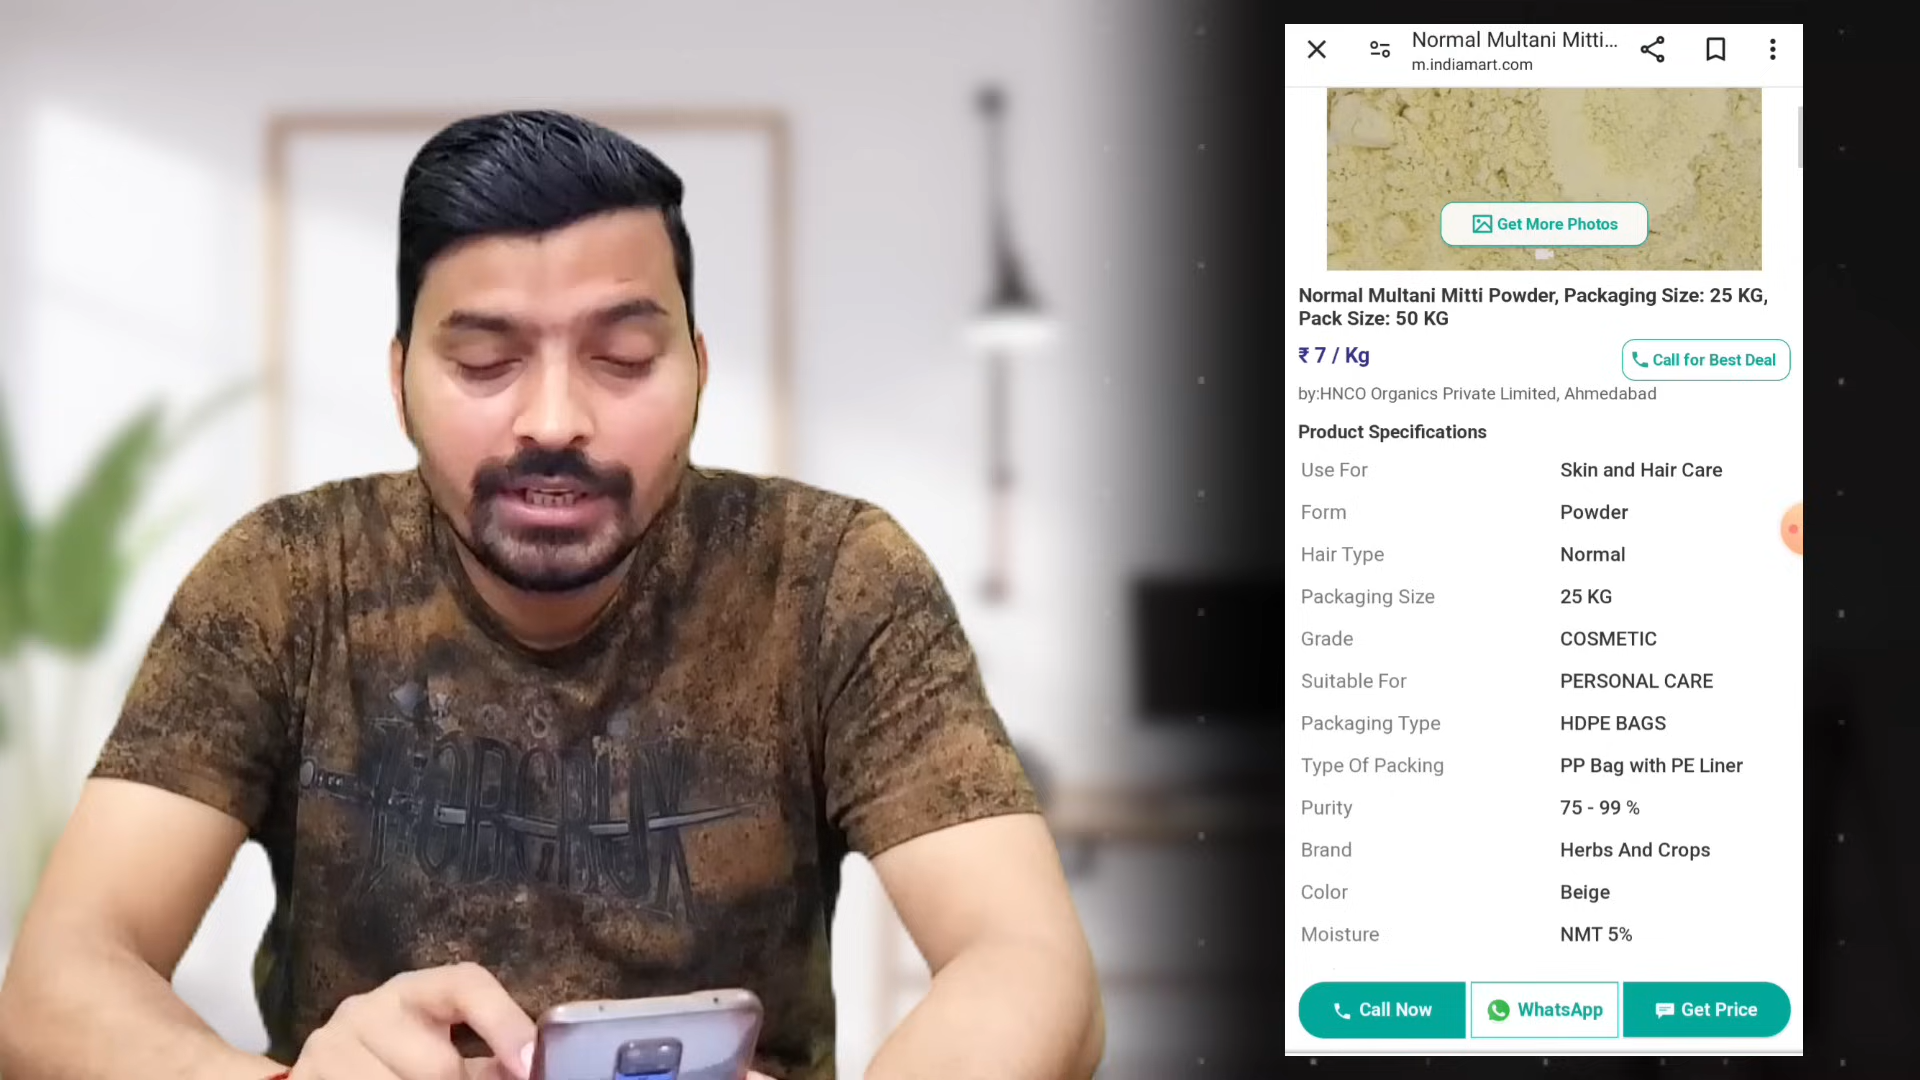 Normal Multani Mitti...
m.indiamart.com
Get More Photos
Normal Multani Mitti Powder, Packaging Size: 25 KG,
Pack Size: 50 KG
₹ 7 / Kg
Call for Best Deal
by:HNCO Organics Private Limited, Ahmedabad
Product Specifications
Use For Skin and Hair Care
Form Powder
Hair Type Normal
Packaging Size 25 KG
Grade COSMETIC
Suitable For PERSONAL CARE
Packaging Type HDPE BAGS
Type Of Packing PP Bag with PE Liner
Purity 75 - 99 %
Brand Herbs And Crops
Color Beige
Moisture NMT 5%
Call Now
WhatsApp
Get Price